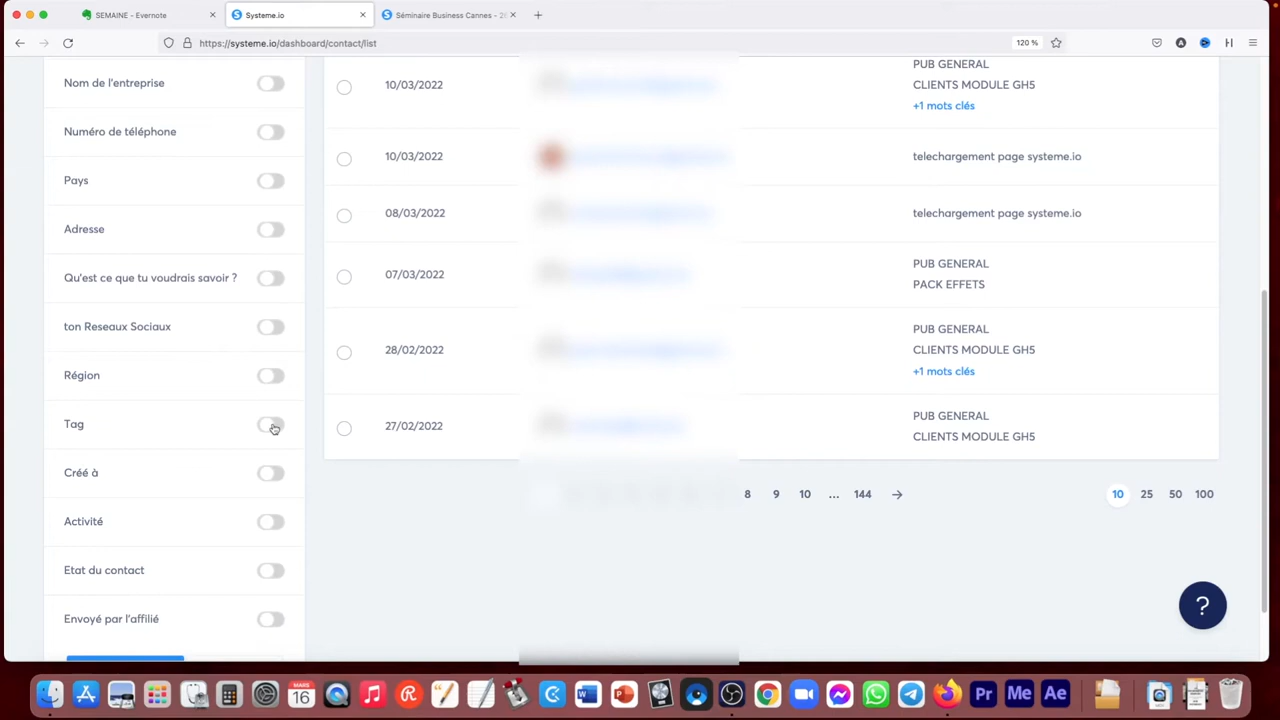 SEMAINE - Evernote
Systeme.io
Séminaire Business Cannes - 2
https://systeme.io/dashboard/contact/list
120 %
Nom de l'entreprise
Numéro de téléphone
Pays
Adresse
Qu'est ce que tu voudrais savoir ?
ton Reseaux Sociaux
Région
Tag
Créé à
Activité
Etat du contact
Envoyé par l'affilié
PUB GENERAL
10/03/2022
CLIENTS MODULE GH5
+1 mots clés
10/03/2022
telechargement page systeme.io
08/03/2022
telechargement page systeme.io
07/03/2022
PUB GENERAL
PACK EFFETS
28/02/2022
PUB GENERAL
CLIENTS MODULE GH5
+1 mots clés
27/02/2022
PUB GENERAL
CLIENTS MODULE GH5
8 9 10 ... 144 →
10 25 50 100
?
MARS
16
W
P
Pr
Me
Ae